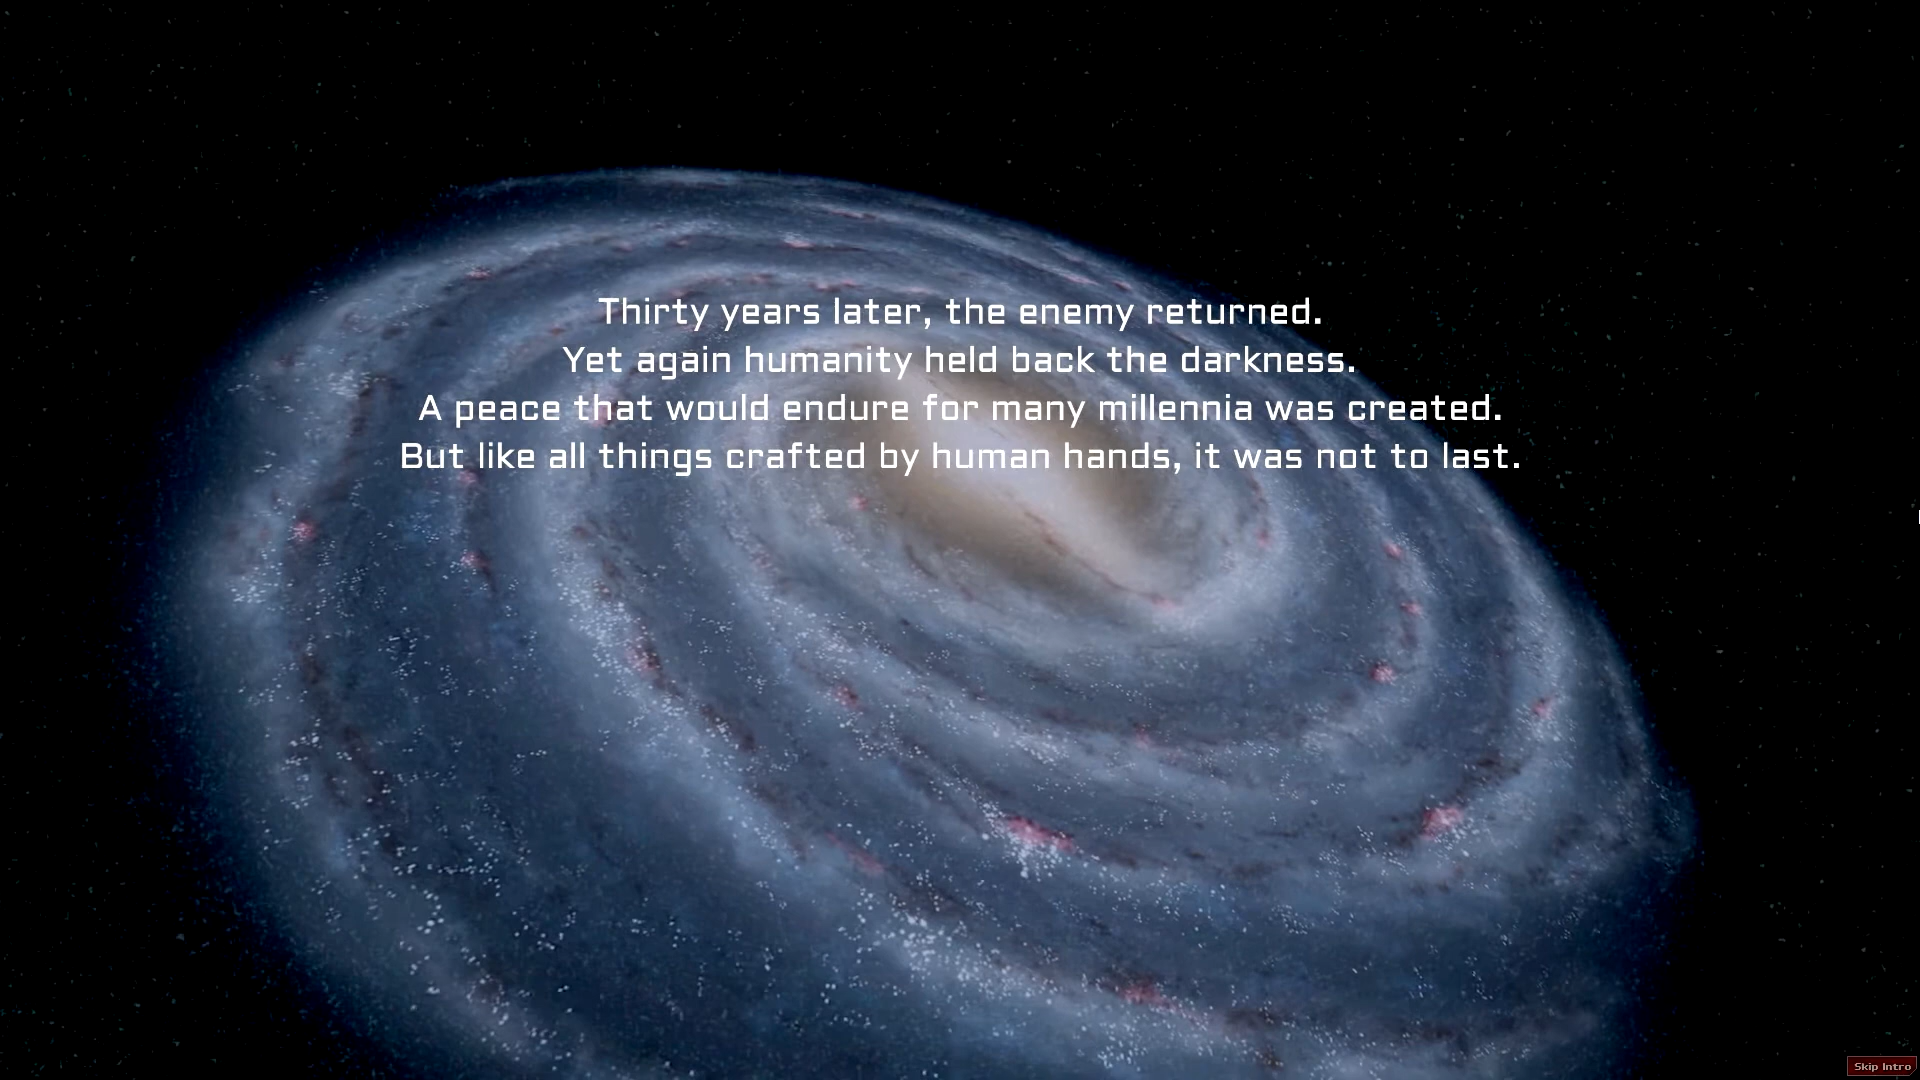 Thirty years later, the enemy returned.
Yet again humanity held back the darkness.
A peace that would endure for many millennia was created.
But like all things crafted by human hands, it was not to last.
Skip Intro